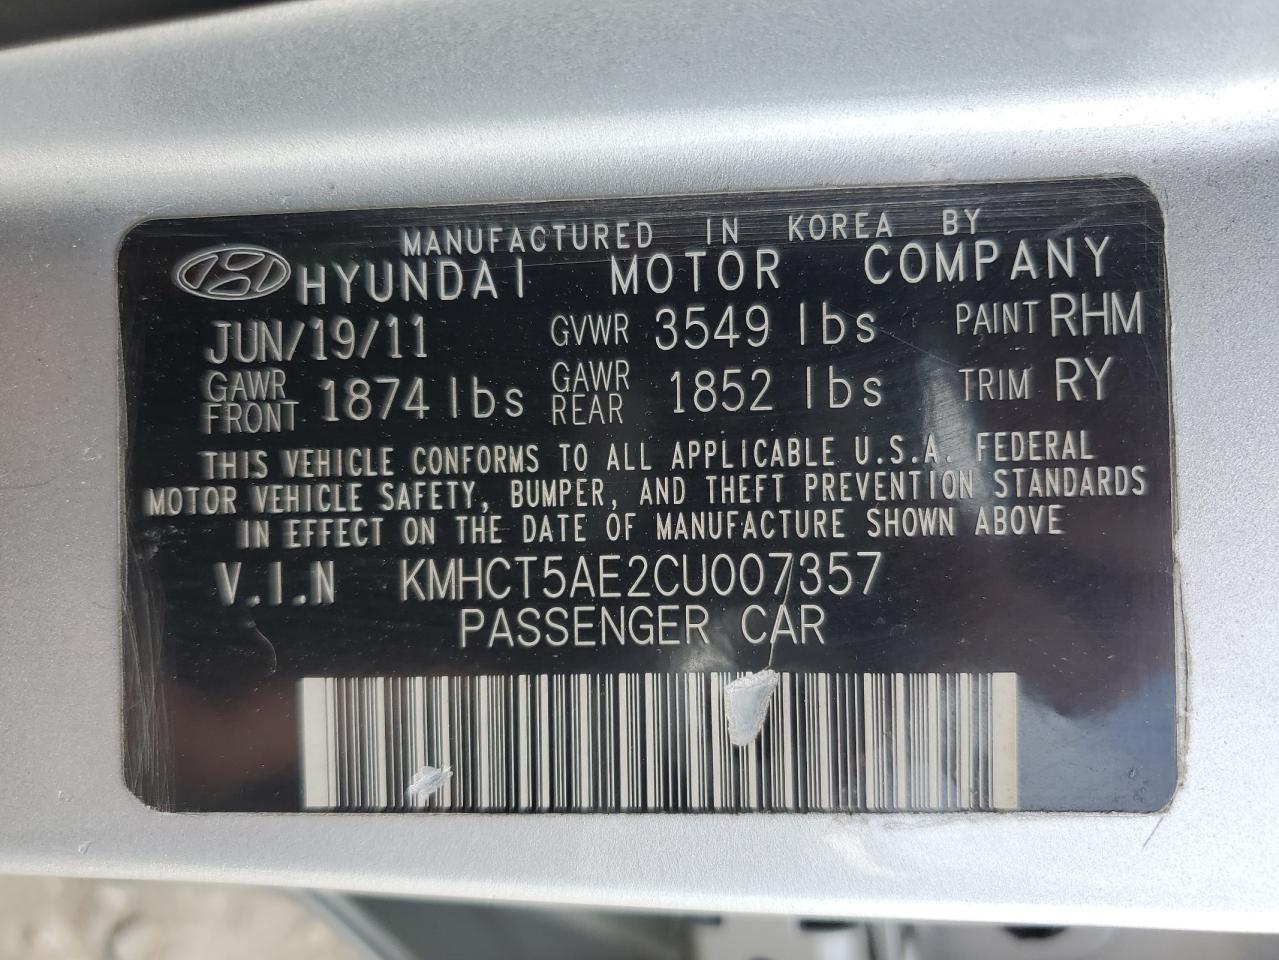 MANUFACTURED IN KOREA BY
HYUNDAI MOTOR COMPANY
JUN/19/11 GVWR 3549 lbs PAINT RHM
GAWR FRONT 1874 lbs GAWR REAR 1852 lbs TRIM RY
THIS VEHICLE CONFORMS TO ALL APPLICABLE U.S.A. FEDERAL
MOTOR VEHICLE SAFETY, BUMPER, AND THEFT PREVENTION STANDARDS
IN EFFECT ON THE DATE OF MANUFACTURE SHOWN ABOVE
V.I.N KMHCT5AE2CU007357
PASSENGER CAR